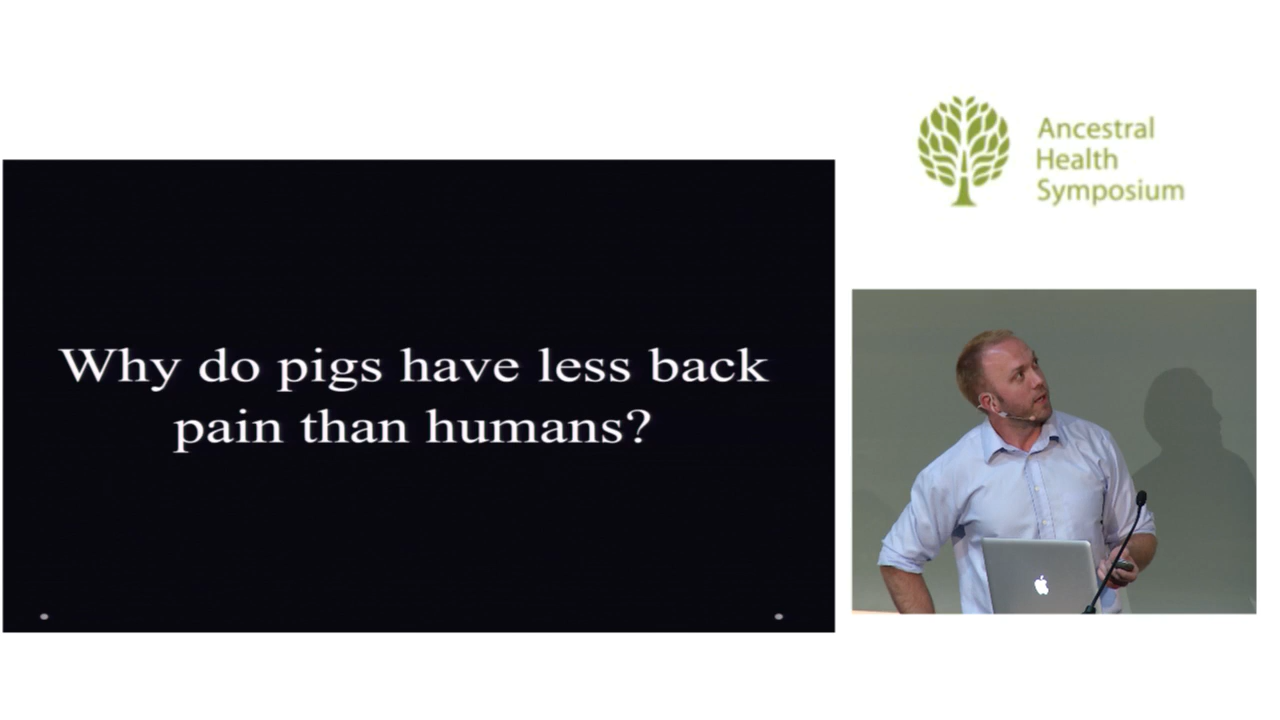 Why do pigs have less back
pain than humans?
Ancestral
Health
Symposium